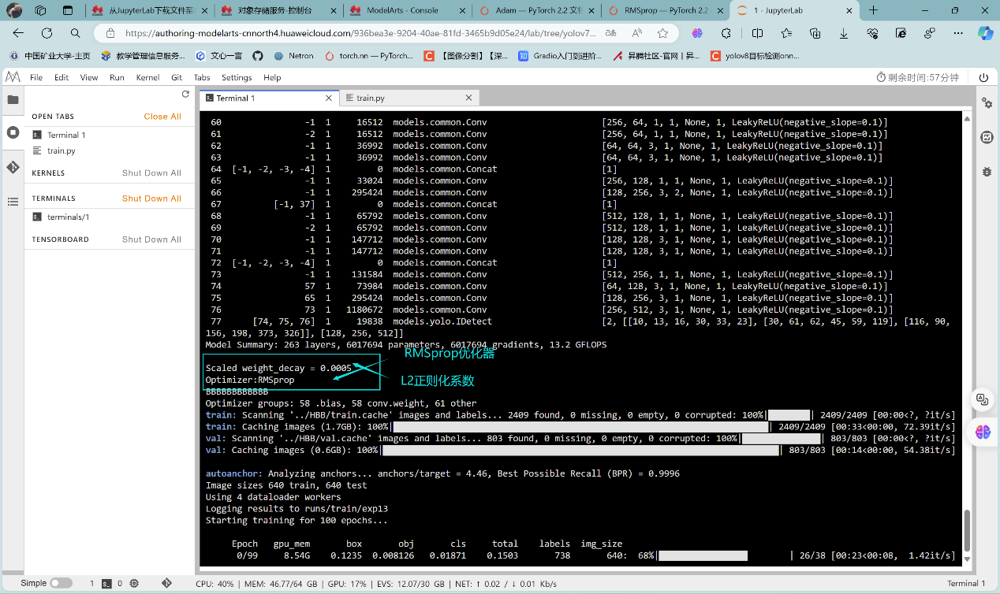 从JupyterLab下载文件至本
对象存储服务-控制台
ModelArts - Console
Adam — PyTorch 2.2 文档
RMSprop — PyTorch 2.2
1 - JupyterLab
https://authoring-modelarts-cnnorth4.huaweicloud.com/936bea3e-9204-40ae-81fd-3465b9d05e24/lab/tree/yolov7...
中国矿业大学-主页
教学管理信息服务...
文心一言
Netron
torch.nn — PyTorch...
【图像分割】【深...
Gradio入门到进阶...
昇腾社区-官网丨昇...
yolov8目标检测onn...
File Edit View Run Kernel Git Tabs Settings Help
剩余时间:57分钟
Terminal 1
train.py
OPEN TABS Close All
Terminal 1
train.py
KERNELS Shut Down All
TERMINALS Shut Down All
terminals/1
TENSORBOARD Shut Down All
60 -1 1 16512 models.common.Conv [256, 64, 1, 1, None, 1, LeakyReLU(negative_slope=0.1)]
61 -2 1 16512 models.common.Conv [256, 64, 1, 1, None, 1, LeakyReLU(negative_slope=0.1)]
62 -1 1 36992 models.common.Conv [64, 64, 3, 1, None, 1, LeakyReLU(negative_slope=0.1)]
63 -1 1 36992 models.common.Conv [64, 64, 3, 1, None, 1, LeakyReLU(negative_slope=0.1)]
64 [-1, -2, -3, -4] 1 0 models.common.Concat [1]
65 -1 1 33024 models.common.Conv [256, 128, 1, 1, None, 1, LeakyReLU(negative_slope=0.1)]
66 -1 1 295424 models.common.Conv [128, 256, 3, 2, None, 1, LeakyReLU(negative_slope=0.1)]
67 [-1, 37] 1 0 models.common.Concat [1]
68 -1 1 65792 models.common.Conv [512, 128, 1, 1, None, 1, LeakyReLU(negative_slope=0.1)]
69 -2 1 65792 models.common.Conv [512, 128, 1, 1, None, 1, LeakyReLU(negative_slope=0.1)]
70 -1 1 147712 models.common.Conv [128, 128, 3, 1, None, 1, LeakyReLU(negative_slope=0.1)]
71 -1 1 147712 models.common.Conv [128, 128, 3, 1, None, 1, LeakyReLU(negative_slope=0.1)]
72 [-1, -2, -3, -4] 1 0 models.common.Concat [1]
73 -1 1 131584 models.common.Conv [512, 256, 1, 1, None, 1, LeakyReLU(negative_slope=0.1)]
74 57 1 73984 models.common.Conv [64, 128, 3, 1, None, 1, LeakyReLU(negative_slope=0.1)]
75 65 1 295424 models.common.Conv [128, 256, 3, 1, None, 1, LeakyReLU(negative_slope=0.1)]
76 73 1 1180672 models.common.Conv [256, 512, 3, 1, None, 1, LeakyReLU(negative_slope=0.1)]
77 [74, 75, 76] 1 19838 models.yolo.IDetect [2, [[10, 13, 16, 30, 33, 23], [30, 61, 62, 45, 59, 119], [116, 90,
156, 198, 373, 326]], [128, 256, 512]]
Model Summary: 263 layers, 6017694 parameters, 6017694 gradients, 13.2 GFLOPS
RMSprop优化器
Scaled weight_decay = 0.0005
Optimizer:RMSprop
L2正则化系数
BBBBBBBBBBBB
Optimizer groups: 58 .bias, 58 conv.weight, 61 other
train: Scanning '../HBB/train.cache' images and labels... 2409 found, 0 missing, 0 empty, 0 corrupted: 100%| | 2409/2409 [00:00<?, ?it/s]
train: Caching images (1.7GB): 100%| | 2409/2409 [00:33<00:00, 72.39it/s]
val: Scanning '../HBB/val.cache' images and labels... 803 found, 0 missing, 0 empty, 0 corrupted: 100%| | 803/803 [00:00<?, ?it/s]
val: Caching images (0.6GB): 100%| | 803/803 [00:14<00:00, 54.38it/s]
autoanchor: Analyzing anchors... anchors/target = 4.46, Best Possible Recall (BPR) = 0.9996
Image sizes 640 train, 640 test
Using 4 dataloader workers
Logging results to runs/train/exp13
Starting training for 100 epochs...
Epoch gpu_mem box obj cls total labels img_size
0/99 8.54G 0.1235 0.008126 0.01871 0.1503 738 640: 68%| | 26/38 [00:23<00:08, 1.42it/s]
Simple 1 0 CPU: 40% | MEM: 46.77/64 GB | GPU: 17% | EVS: 12.07/30 GB | NET: ↑ 0.02 / ↓ 0.01 Kb/s Terminal 1